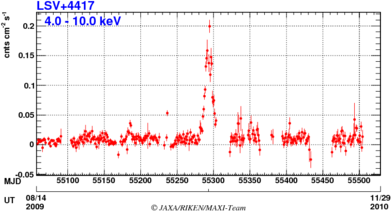 LSV+4417
4.0 - 10.0 keV
cnts cm⁻² s⁻¹
0.2
0.15
0.1
0.05
0
-0.05
MJD 55100 55150 55200 55250 55300 55350 55400 55450 55500
UT 08/14 11/29
2009 2010
© JAXA/RIKEN/MAXI-Team